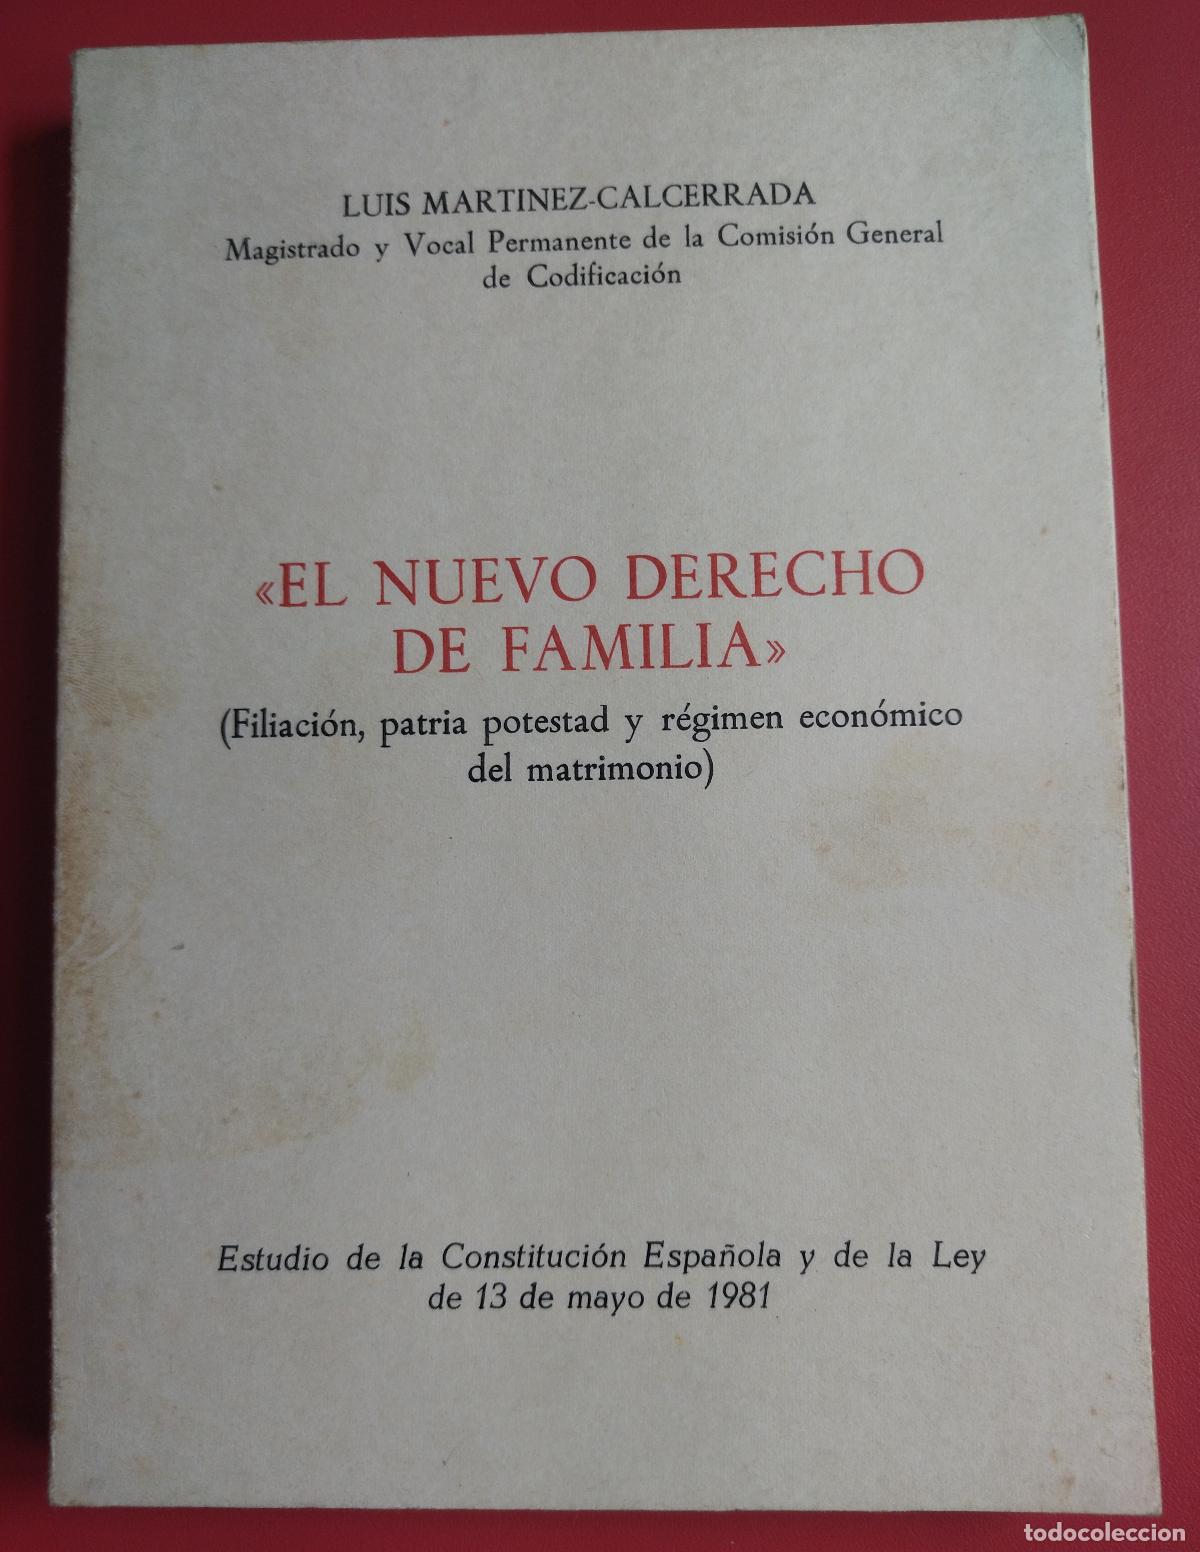 LUIS MARTINEZ-CALCERRADA
Magistrado y Vocal Permanente de la Comisión General
de Codificación
«EL NUEVO DERECHO
DE FAMILIA»
(Filiación, patria potestad y régimen económico
del matrimonio)
Estudio de la Constitución Española y de la Ley
de 13 de mayo de 1981
todocoleccion